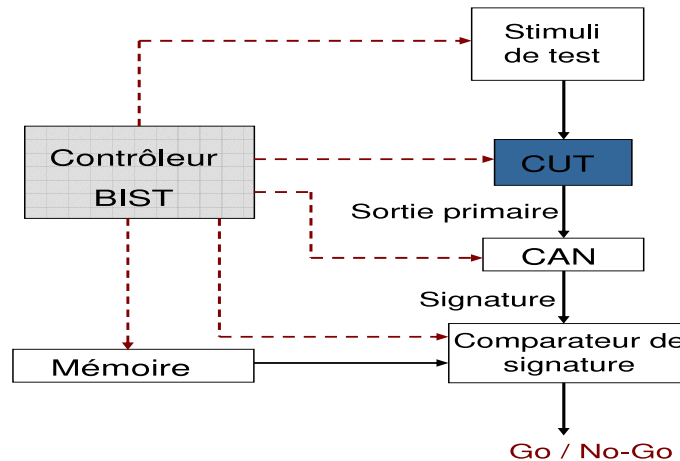 Stimuli
de test
Contrôleur
BIST
CUT
Sortie primaire
CAN
Signature
Mémoire
Comparateur de
signature
Go / No-Go